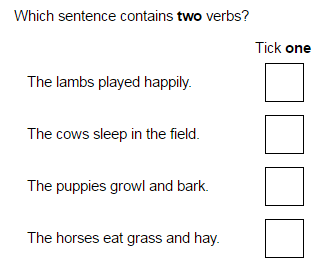 Which sentence contains two verbs?
Tick one
The lambs played happily.
The cows sleep in the field.
The puppies growl and bark.
The horses eat grass and hay.